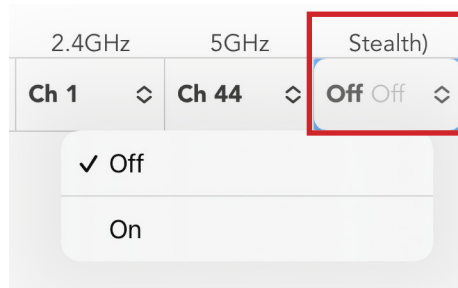 2.4GHz 5GHz Stealth)
Ch 1 Ch 44 Off Off
✓ Off
On